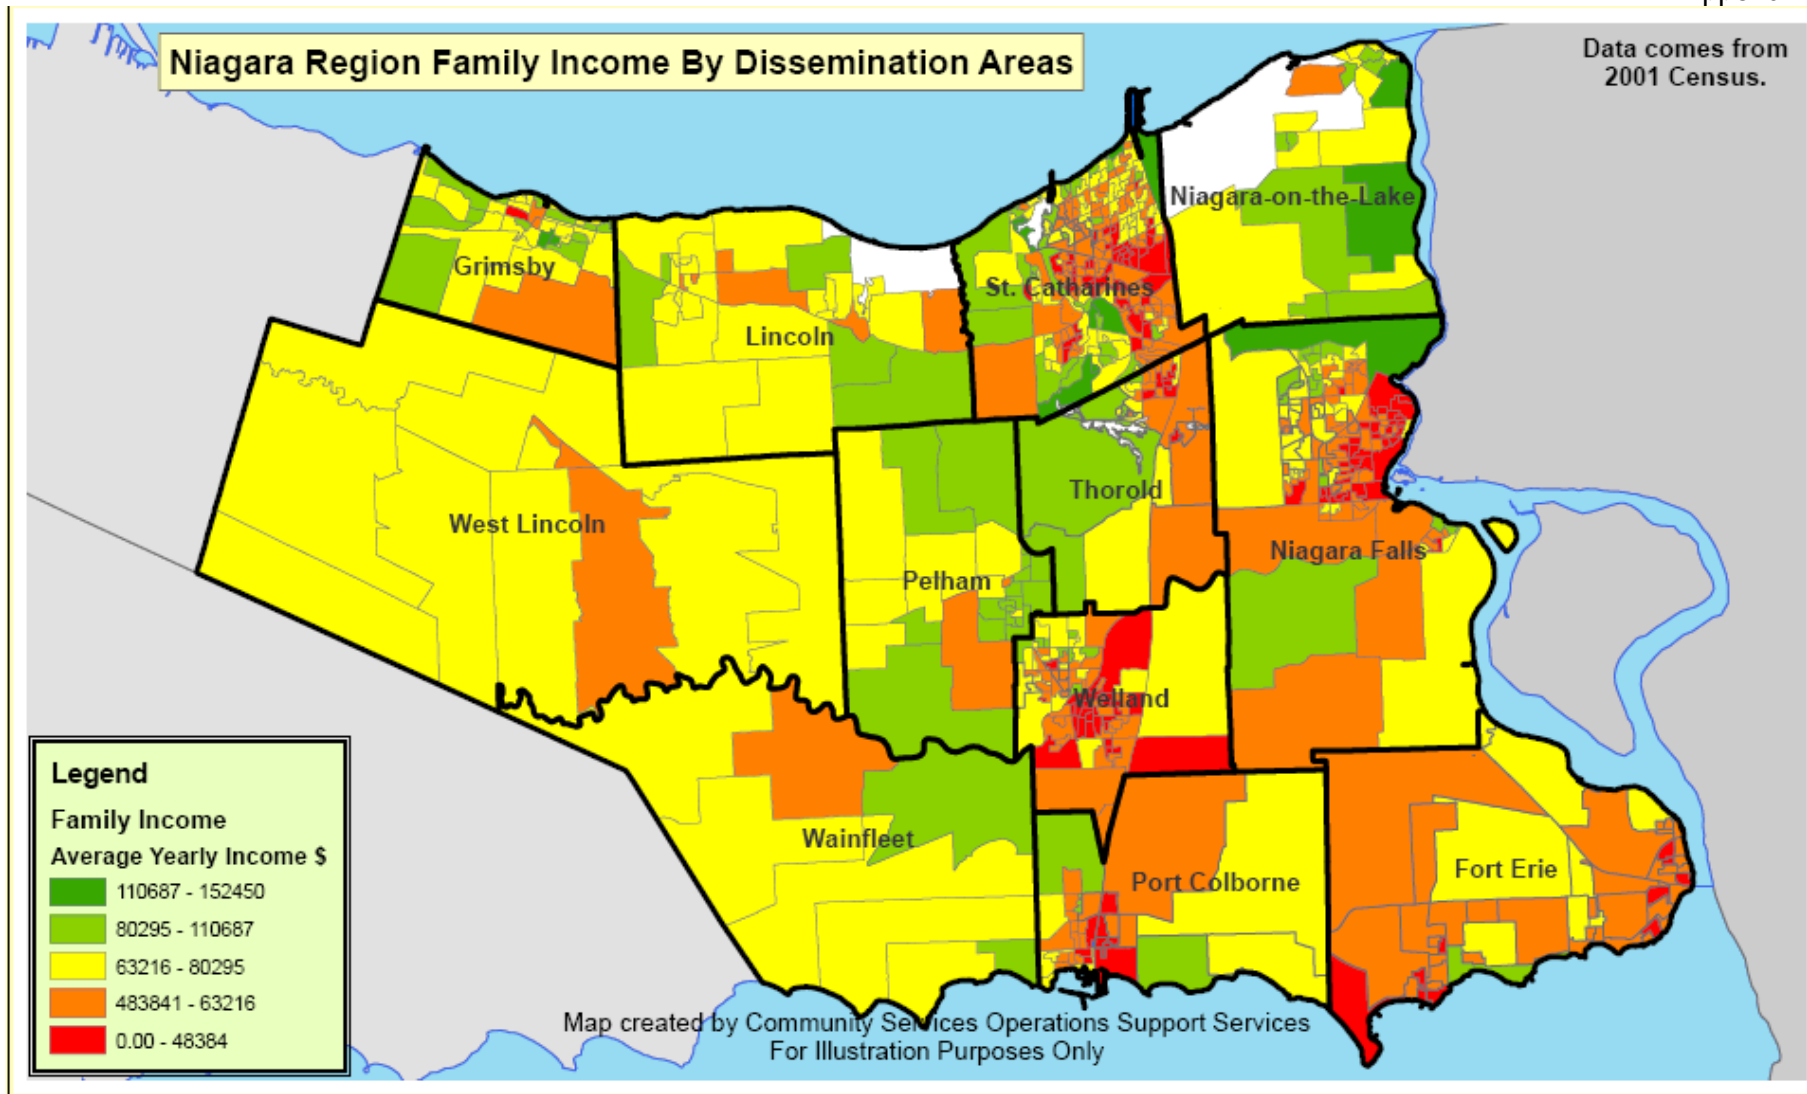 Niagara Region Family Income By Dissemination Areas
Data comes from
2001 Census.
Niagara-on-the-Lake
Grimsby
St. Catharines
Lincoln
Thorold
West Lincoln
Niagara Falls
Pelham
Welland
Wainfleet
Port Colborne
Fort Erie
Legend
Family Income
Average Yearly Income $
110687 - 152450
80295 - 110687
63216 - 80295
483841 - 63216
0.00 - 48384
Map created by Community Services Operations Support Services
For Illustration Purposes Only